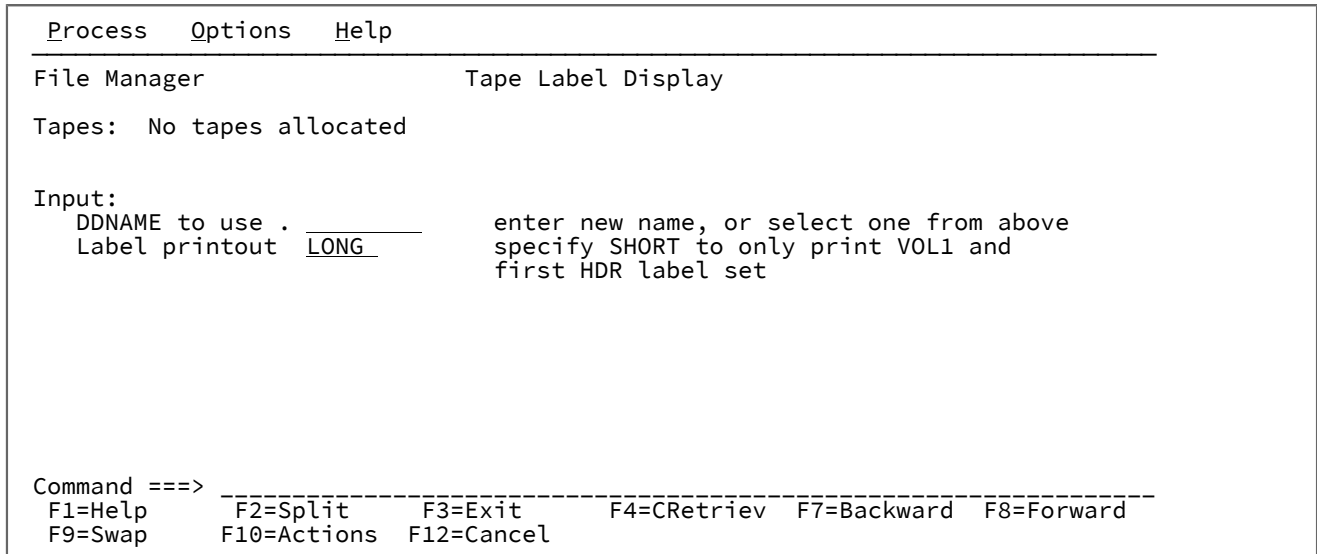 Process   Options   Help
File Manager                  Tape Label Display
Tapes:  No tapes allocated
Input:
   DDNAME to use . ________     enter new name, or select one from above
   Label printout  LONG         specify SHORT to only print VOL1 and
                                first HDR label set
Command ===> _________________________________________________________________
 F1=Help      F2=Split     F3=Exit      F4=CRetriev  F7=Backward  F8=Forward
 F9=Swap     F10=Actions  F12=Cancel